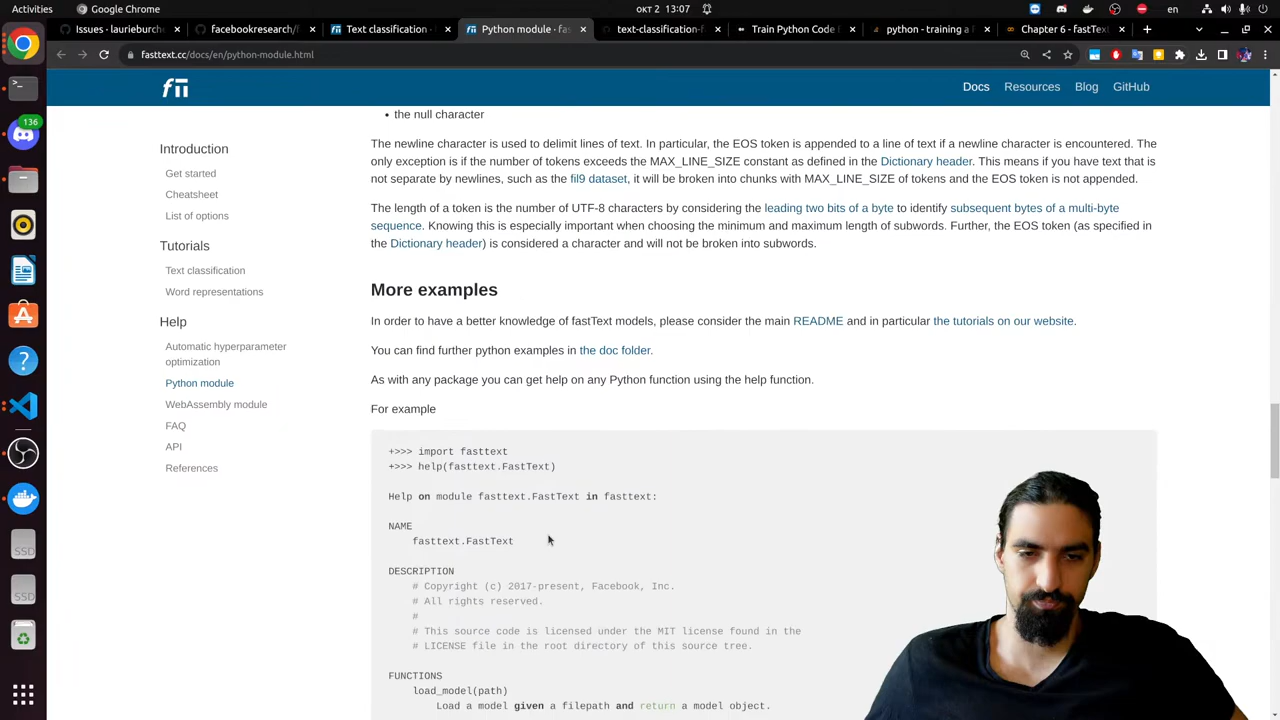 Activities
Google Chrome
окт 2 13:07
en
Issues · laurieburch
facebookresearch/f
Text classification ·
Python module · fas
text-classification-f
Train Python Code E
python - training a f
Chapter 6 - fastText
fasttext.cc/docs/en/python-module.html
Docs
Resources
Blog
GitHub
136
Introduction
Get started
Cheatsheet
List of options
Tutorials
Text classification
Word representations
Help
Automatic hyperparameter
optimization
Python module
WebAssembly module
FAQ
API
References
• the null character
The newline character is used to delimit lines of text. In particular, the EOS token is appended to a line of text if a newline character is encountered. The
only exception is if the number of tokens exceeds the MAX_LINE_SIZE constant as defined in the Dictionary header. This means if you have text that is
not separate by newlines, such as the fil9 dataset, it will be broken into chunks with MAX_LINE_SIZE of tokens and the EOS token is not appended.
The length of a token is the number of UTF-8 characters by considering the leading two bits of a byte to identify subsequent bytes of a multi-byte
sequence. Knowing this is especially important when choosing the minimum and maximum length of subwords. Further, the EOS token (as specified in
the Dictionary header) is considered a character and will not be broken into subwords.
More examples
In order to have a better knowledge of fastText models, please consider the main README and in particular the tutorials on our website.
You can find further python examples in the doc folder.
As with any package you can get help on any Python function using the help function.
For example
+>>> import fasttext
+>>> help(fasttext.FastText)
Help on module fasttext.FastText in fasttext:
NAME
fasttext.FastText
DESCRIPTION
# Copyright (c) 2017-present, Facebook, Inc.
# All rights reserved.
#
# This source code is licensed under the MIT license found in the
# LICENSE file in the root directory of this source tree.
FUNCTIONS
load_model(path)
Load a model given a filepath and return a model object.
SSD
SSD